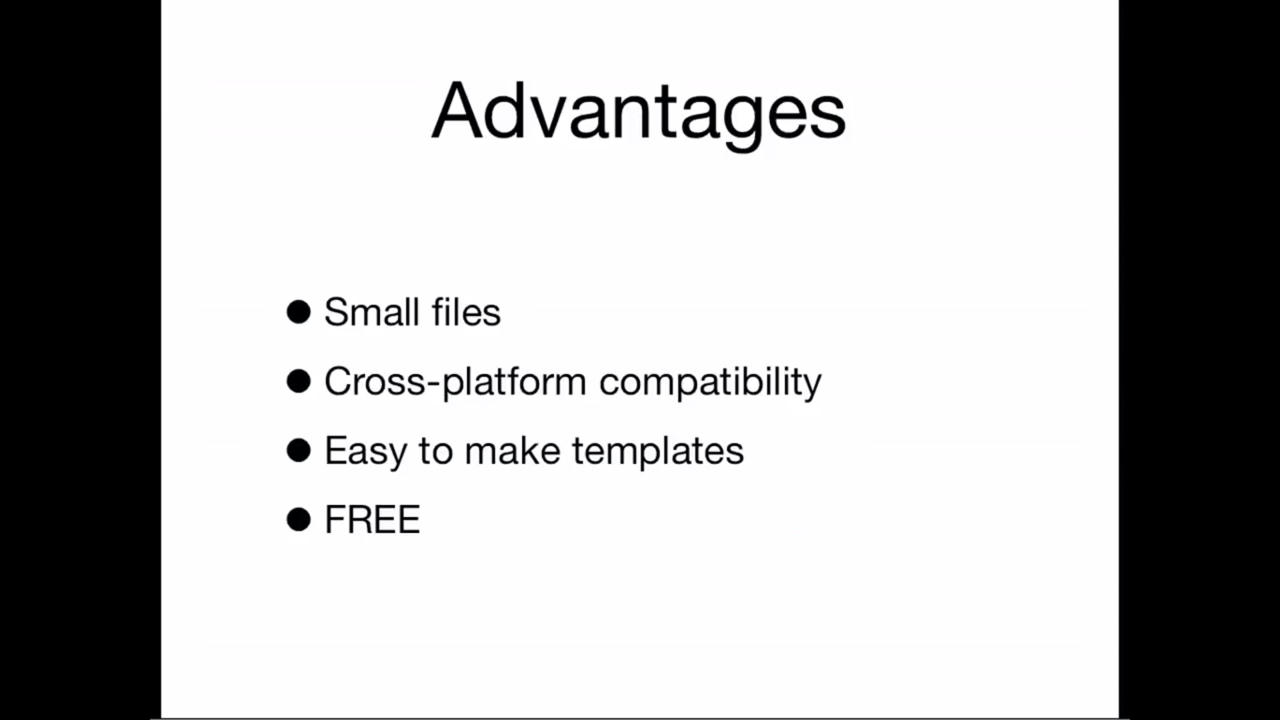 Advantages
● Small files
● Cross-platform compatibility
● Easy to make templates
● FREE